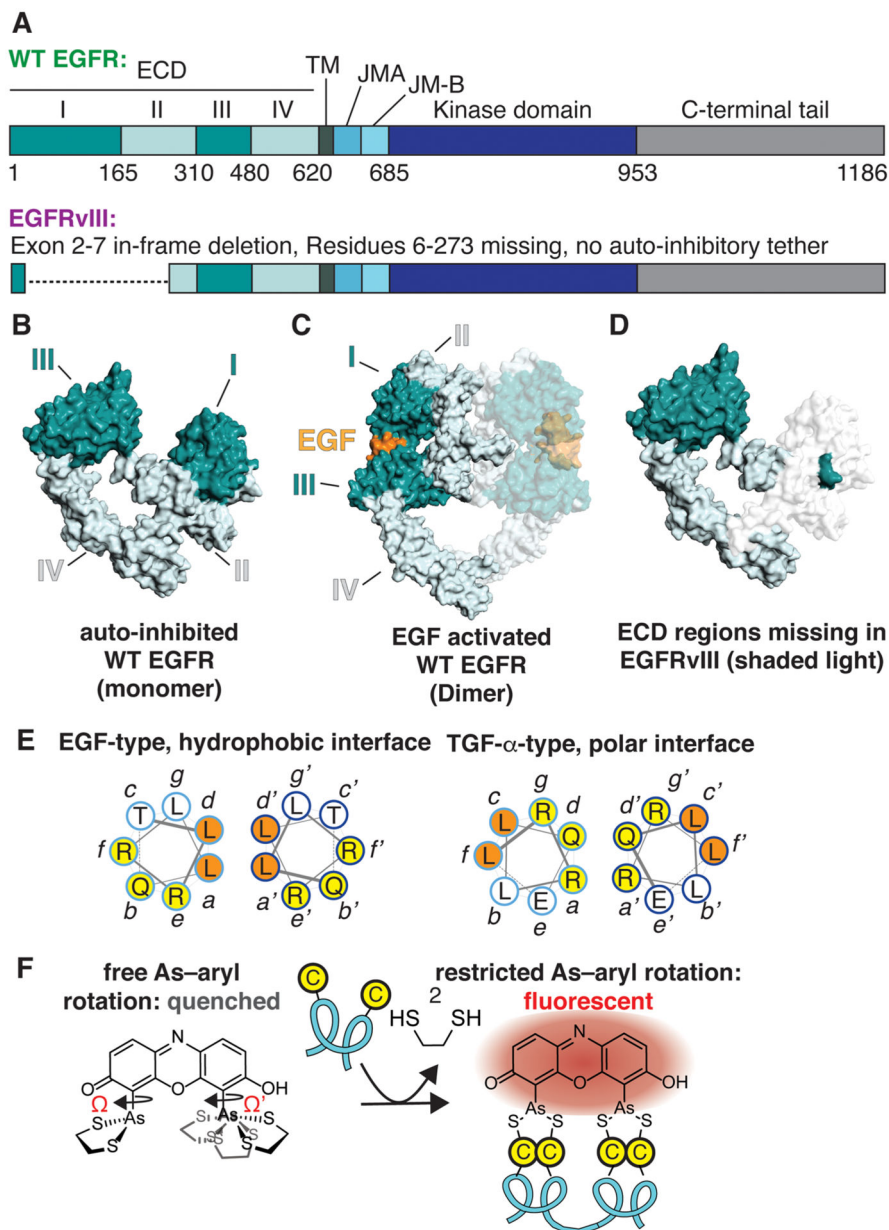 A
WT EGFR:
ECD
TM
JMA
JM-B
I II III IV
Kinase domain
C-terminal tail
1 165 310 480 620 685 953 1186
EGFRvIII:
Exon 2-7 in-frame deletion, Residues 6-273 missing, no auto-inhibitory tether
B
III
I
IV
II
auto-inhibited
WT EGFR
(monomer)
C
I
II
EGF
III
IV
EGF activated
WT EGFR
(Dimer)
D
ECD regions missing in
EGFRvIII (shaded light)
E
EGF-type, hydrophobic interface
g
c d
T L L
f R L
Q R a
b e
g'
d' c'
L L T
L R f'
a' R Q
e' b'
TGF-α-type, polar interface
g
c d
L R Q
f L R
L E a
b e
g'
d' c'
Q R L
R L f'
a' E L
e' b'
F
free As–aryl
rotation: quenched
N
O O OH
Ω Ω'
As As
S S S S S S
C C
2
HS SH
restricted As–aryl rotation:
fluorescent
N
O O OH
As As
S S S S
C C C C